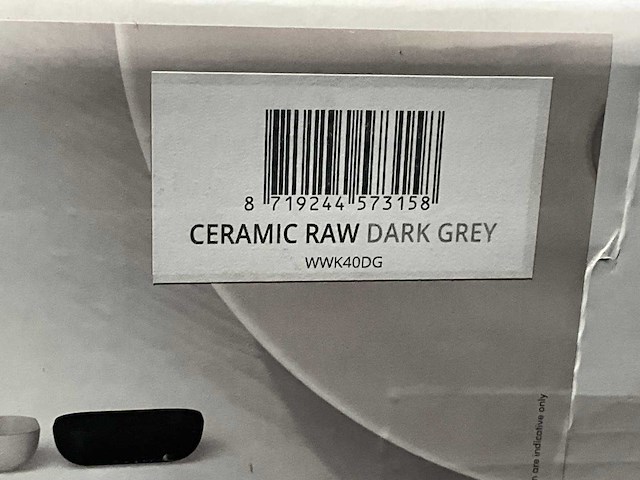 8 719244 573158
CERAMIC RAW DARK GREY
WWK40DG
are indicative only